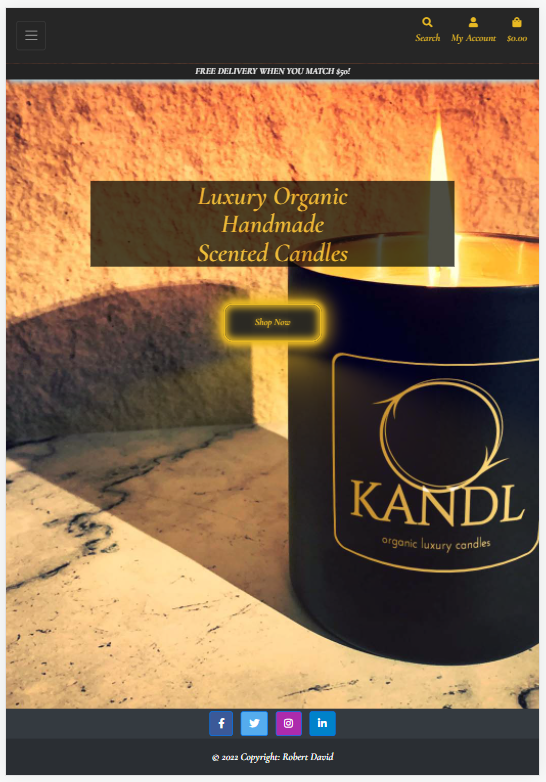 Search My Account $0.00
FREE DELIVERY WHEN YOU MATCH $50!
Luxury Organic
Handmade
Scented Candles
Shop Now
KANDL
organic luxury candles
© 2022 Copyright: Robert David